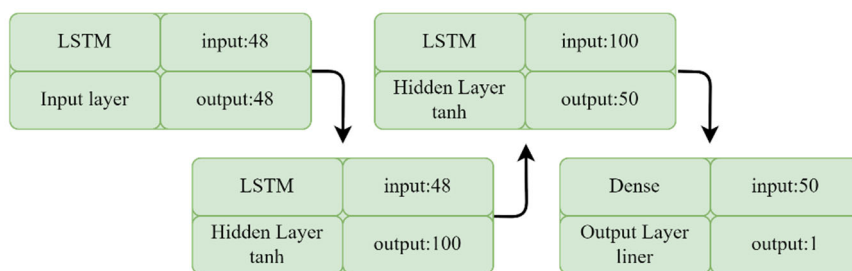 LSTM
input:48
Input layer
output:48
LSTM
input:48
Hidden Layer
tanh
output:100
LSTM
input:100
Hidden Layer
tanh
output:50
Dense
input:50
Output Layer
liner
output:1